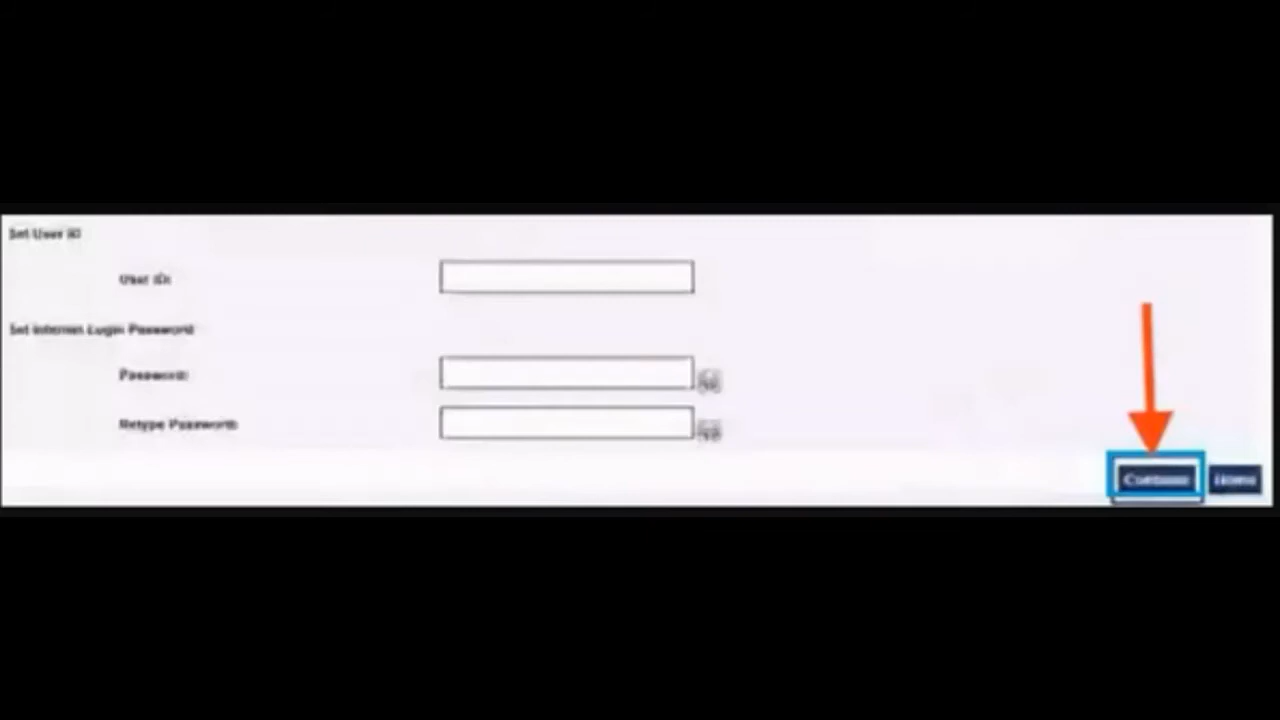 Set User ID
User ID:
Set Internet Login Password
Password:
Retype Password:
Continue Home